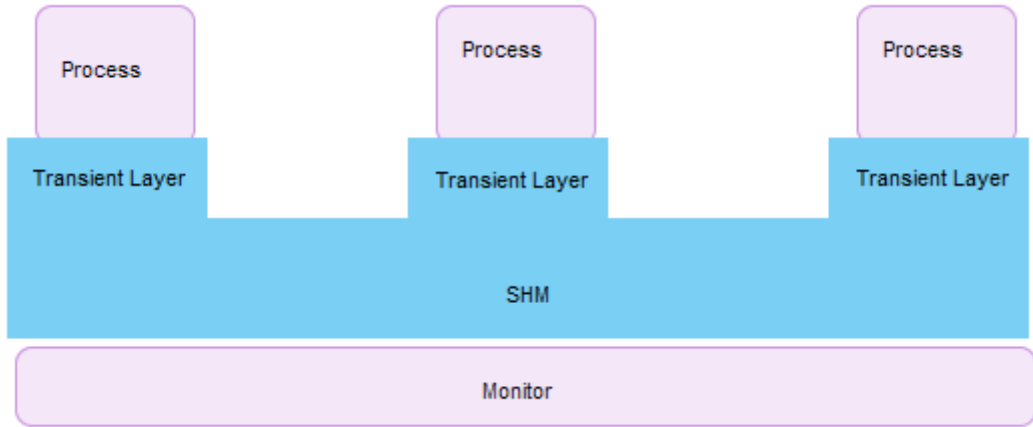 Process
Process
Process
Transient Layer
Transient Layer
Transient Layer
SHM
Monitor